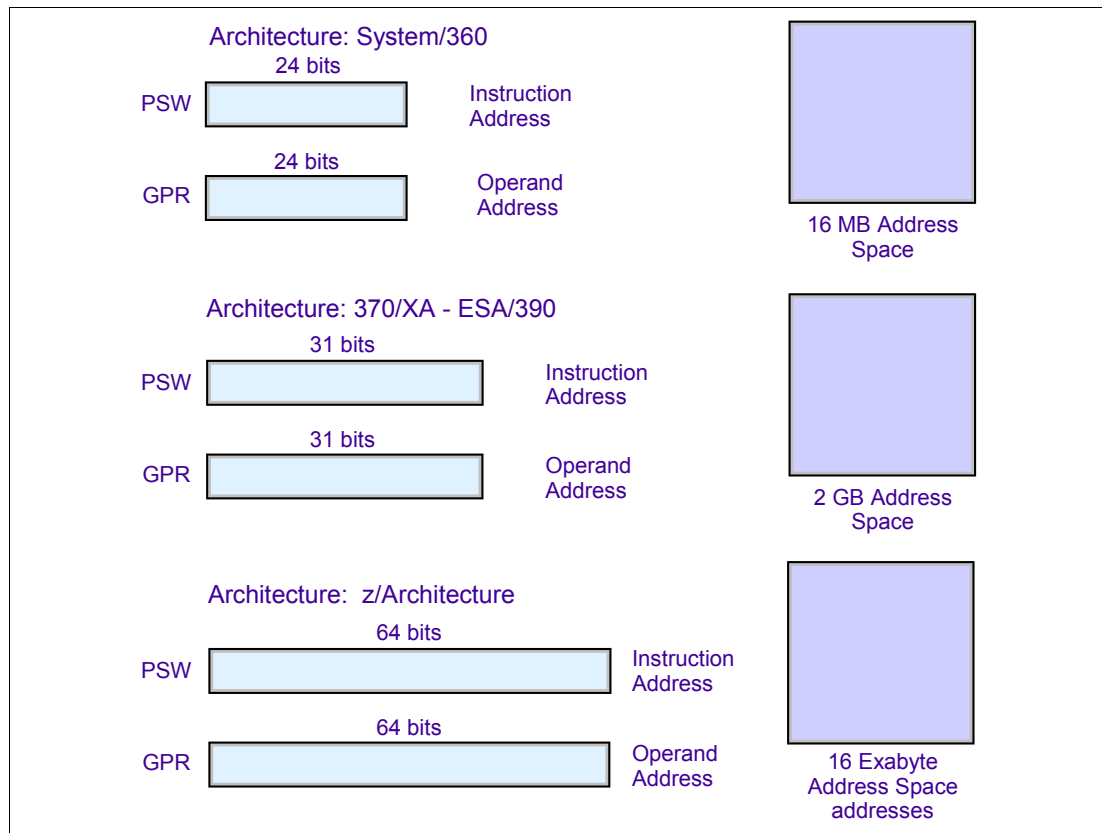 Architecture: System/360
24 bits
PSW
Instruction
Address
24 bits
GPR
Operand
Address
16 MB Address
Space
Architecture: 370/XA - ESA/390
31 bits
PSW
Instruction
Address
31 bits
GPR
Operand
Address
2 GB Address
Space
Architecture: z/Architecture
64 bits
PSW
Instruction
Address
64 bits
GPR
Operand
Address
16 Exabyte
Address Space
addresses